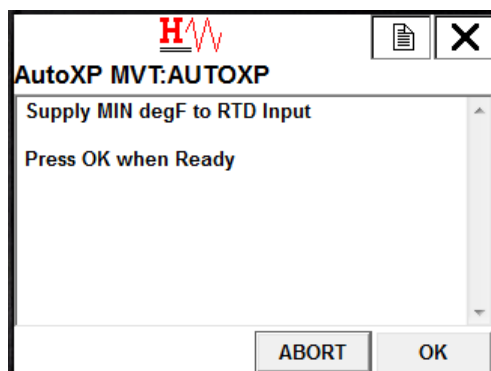 H
AutoXP MVT:AUTOXP
Supply MIN degF to RTD Input
Press OK when Ready
ABORT OK